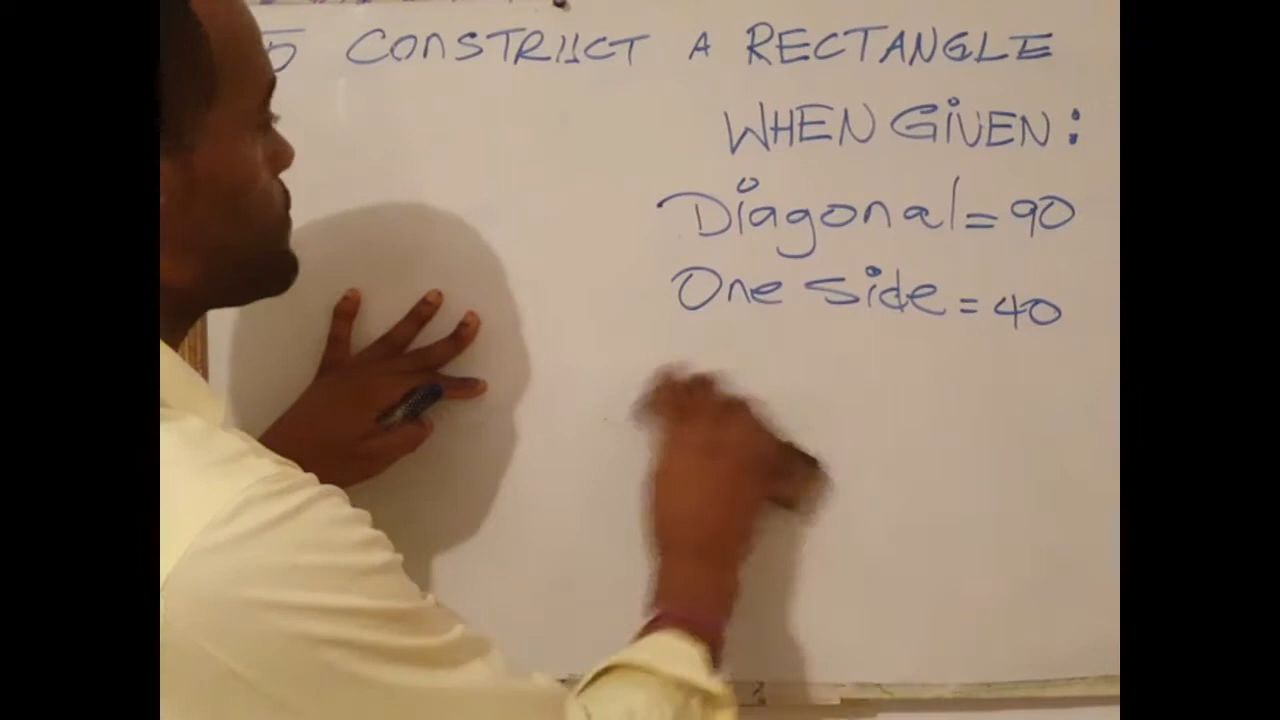 5 CONSTRUCT A RECTANGLE
WHEN GIVEN:
Diagonal = 90
One side = 40